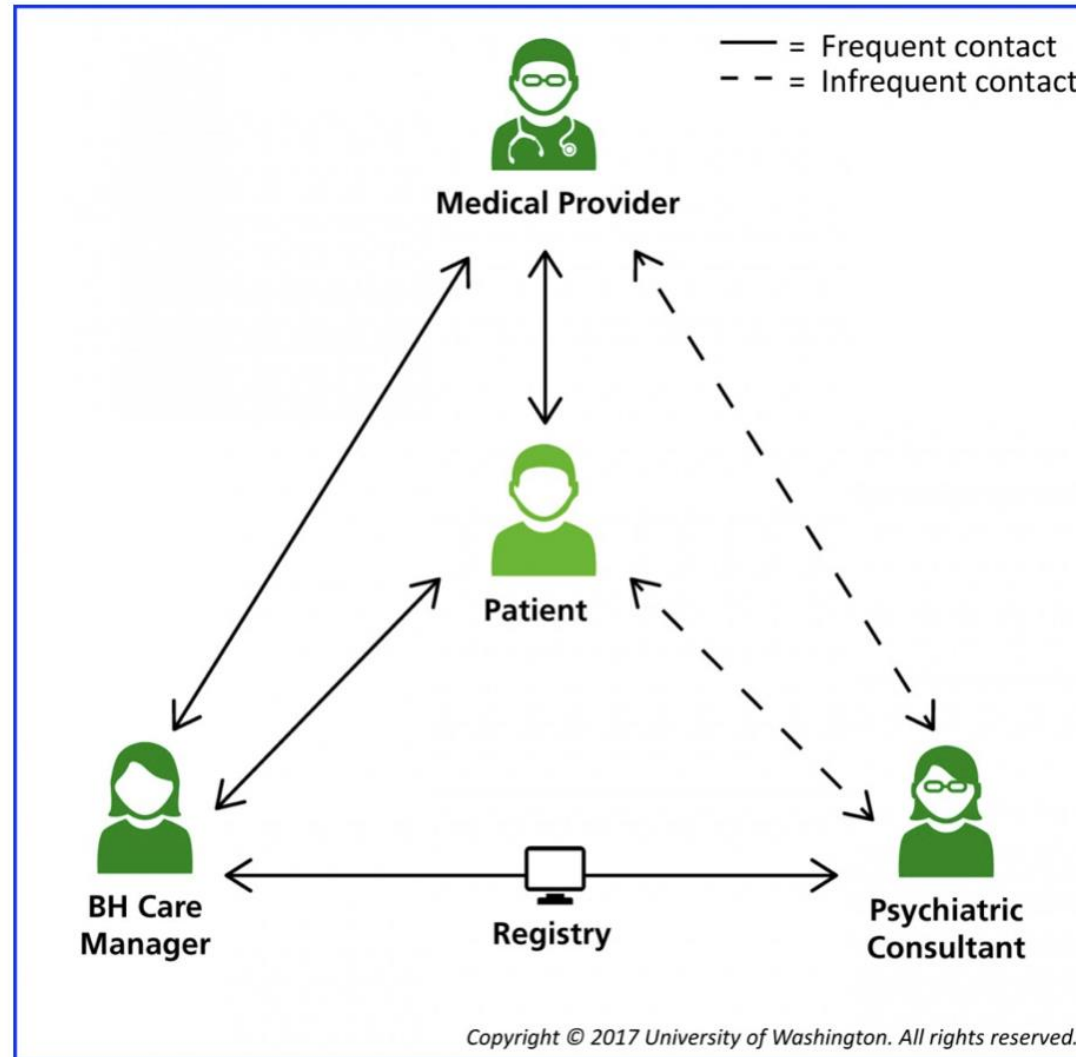 = Frequent contact
= Infrequent contact
Medical Provider
Patient
BH Care
Manager
Registry
Psychiatric
Consultant
Copyright © 2017 University of Washington. All rights reserved.